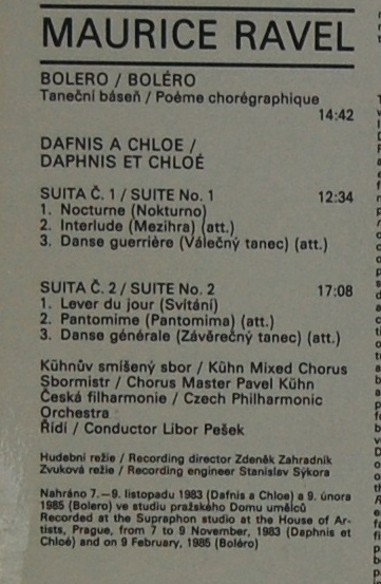 MAURICE RAVEL
BOLERO / BOLÉRO
Taneční báseň / Poéme chorégraphique
14:42
DAFNIS A CHLOE /
DAPHNIS ET CHLOÉ
SUITA Č. 1 / SUITE No. 1 12:34
1. Nocturne (Nokturno)
2. Interlude (Mezihra) (att.)
3. Danse guerrière (Válečný tanec) (att.)
SUITA Č. 2 / SUITE No. 2 17:08
1. Lever du jour (Svítání)
2. Pantomime (Pantomima) (att.)
3. Danse générale (Závěrečný tanec) (att.)
Kühnův smíšený sbor / Kühn Mixed Chorus
Sbormistr / Chorus Master Pavel Kühn
Česká filharmonie / Czech Philharmonic
Orchestra
Řídí / Conductor Libor Pešek
Hudební režie / Recording director Zdeněk Zahradník
Zvuková režie / Recording engineer Stanislav Sýkora
Nahráno 7.—9. listopadu 1983 (Dafnis a Chloe) a 9. února
1985 (Bolero) ve studiu pražského Domu umělců
Recorded at the Supraphon studio at the House of Ar-
tists, Prague, from 7 to 9 November, 1983 (Daphnis et
Chloé) and on 9 February, 1985 (Boléro)